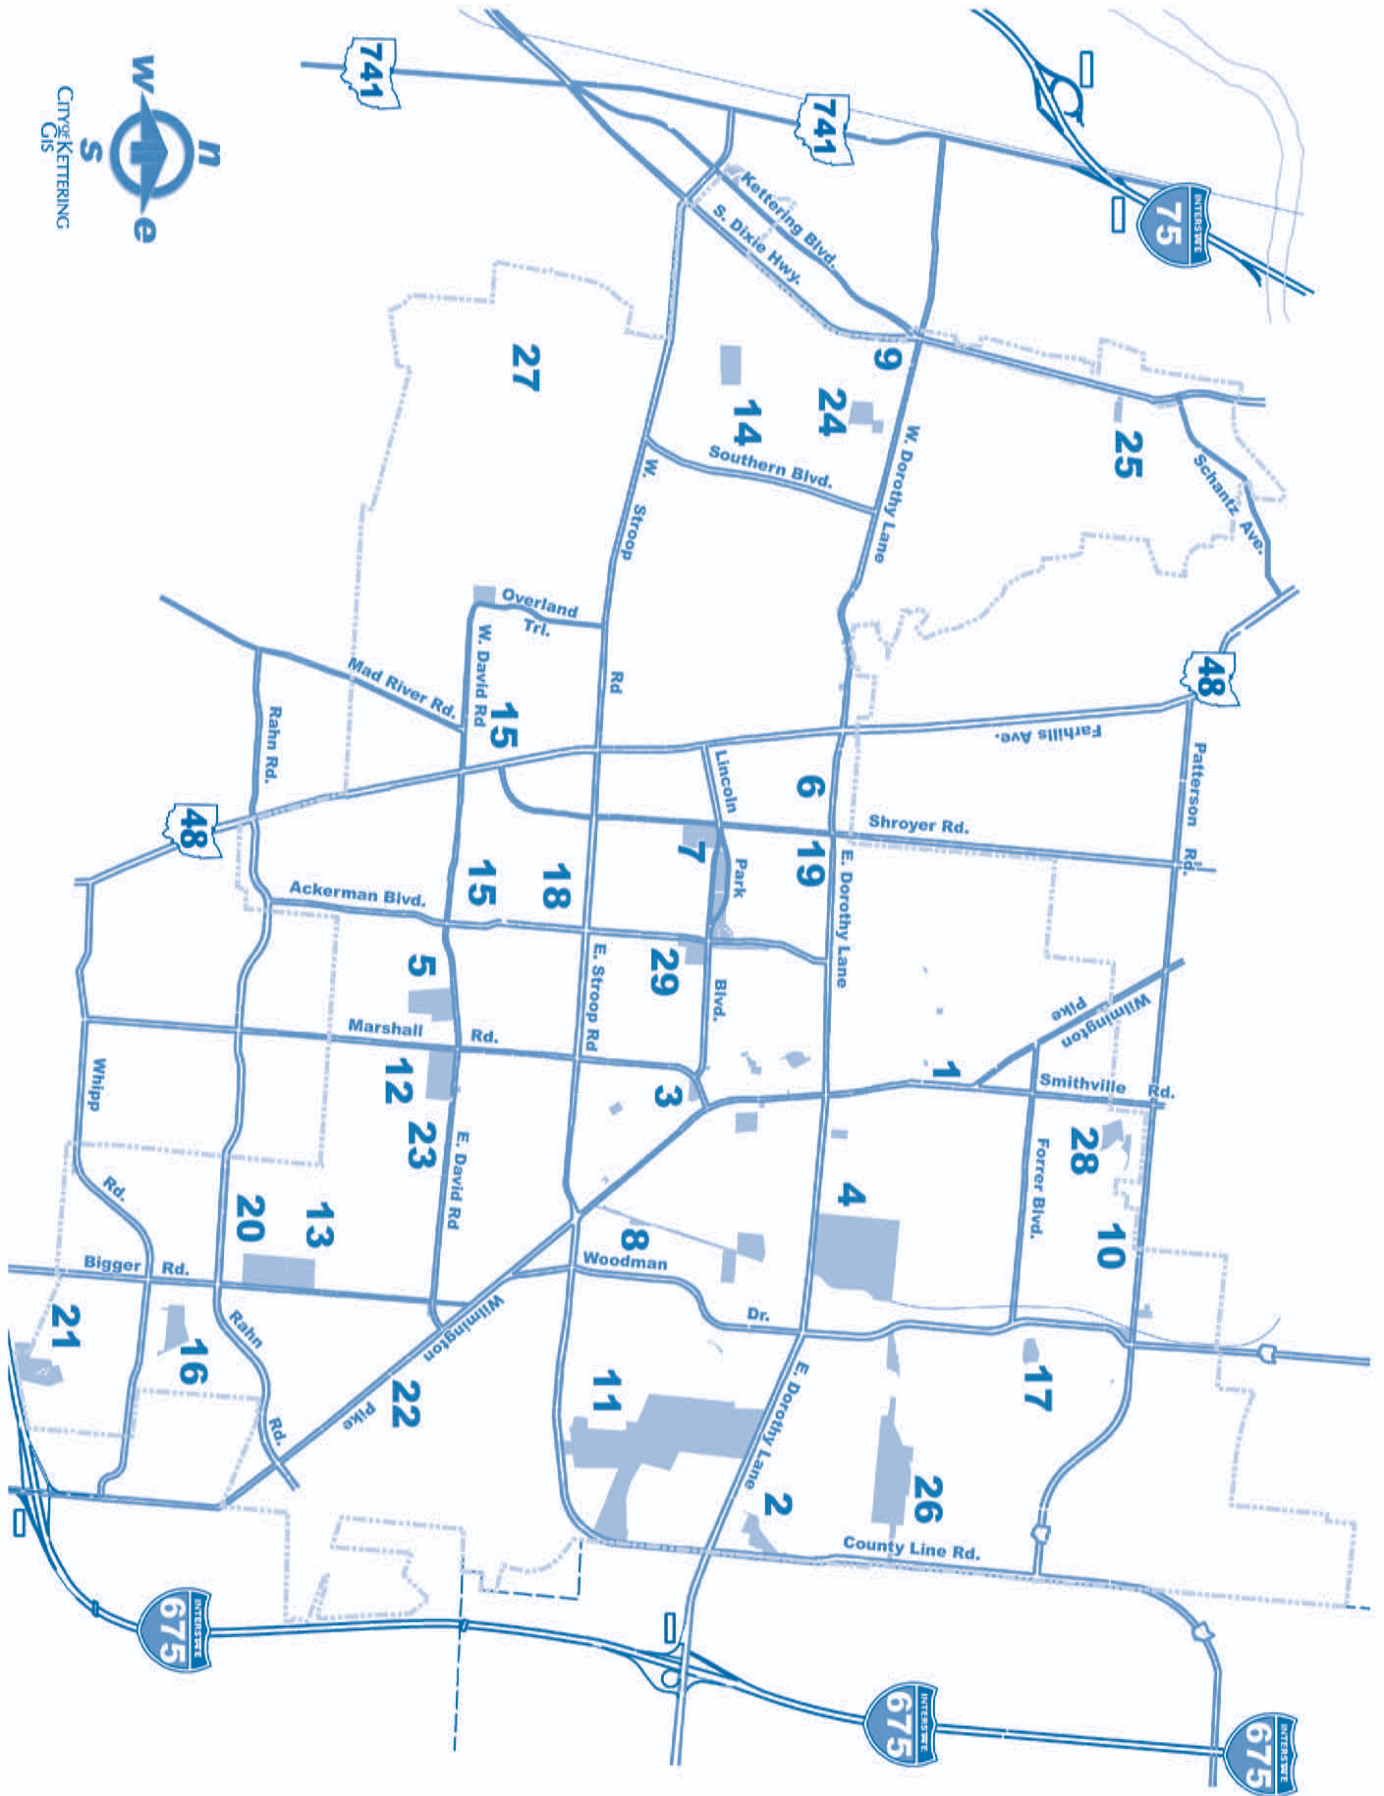 741
741
INTERSTATE
75
n
w
e
s
CITY OF KETTERING
GIS
Kettering Blvd.
S. Dixie Hwy.
27
9
14
24
25
Southern Blvd.
W. Dorothy Lane
Schantz Ave.
W. Stroop Rd
Overland
Trl.
W. David Rd
Mad River Rd.
15
Rahn Rd.
48
Farhills Ave.
Patterson Rd.
Lincoln
6
Shroyer Rd.
48
7
Park
19
E. Dorothy Lane
Ackerman Blvd.
15
18
5
E. Stroop Rd
29
Blvd.
Wilmington
Pike
Marshall Rd.
Whipp
12
3
1
Smithville Rd.
23
E. David Rd
28
Forrer Blvd.
Rd.
20
13
8
4
10
Bigger Rd.
Woodman
Dr.
21
16
Rahn
Rd.
Wilmington
Pike
22
11
E. Dorothy Lane
17
2
26
County Line Rd.
INTERSTATE
675
INTERSTATE
675
INTERSTATE
675